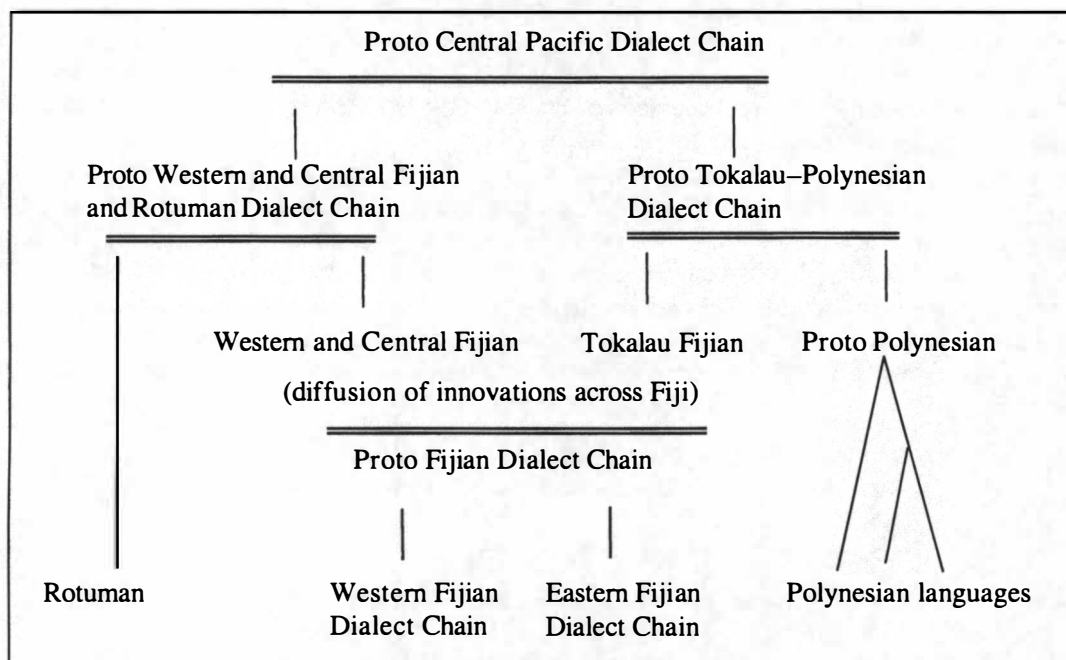 Proto Central Pacific Dialect Chain
Proto Western and Central Fijian
and Rotuman Dialect Chain
Proto Tokalau–Polynesian
Dialect Chain
Western and Central Fijian
Tokalau Fijian
Proto Polynesian
(diffusion of innovations across Fiji)
Proto Fijian Dialect Chain
Rotuman
Western Fijian
Dialect Chain
Eastern Fijian
Dialect Chain
Polynesian languages